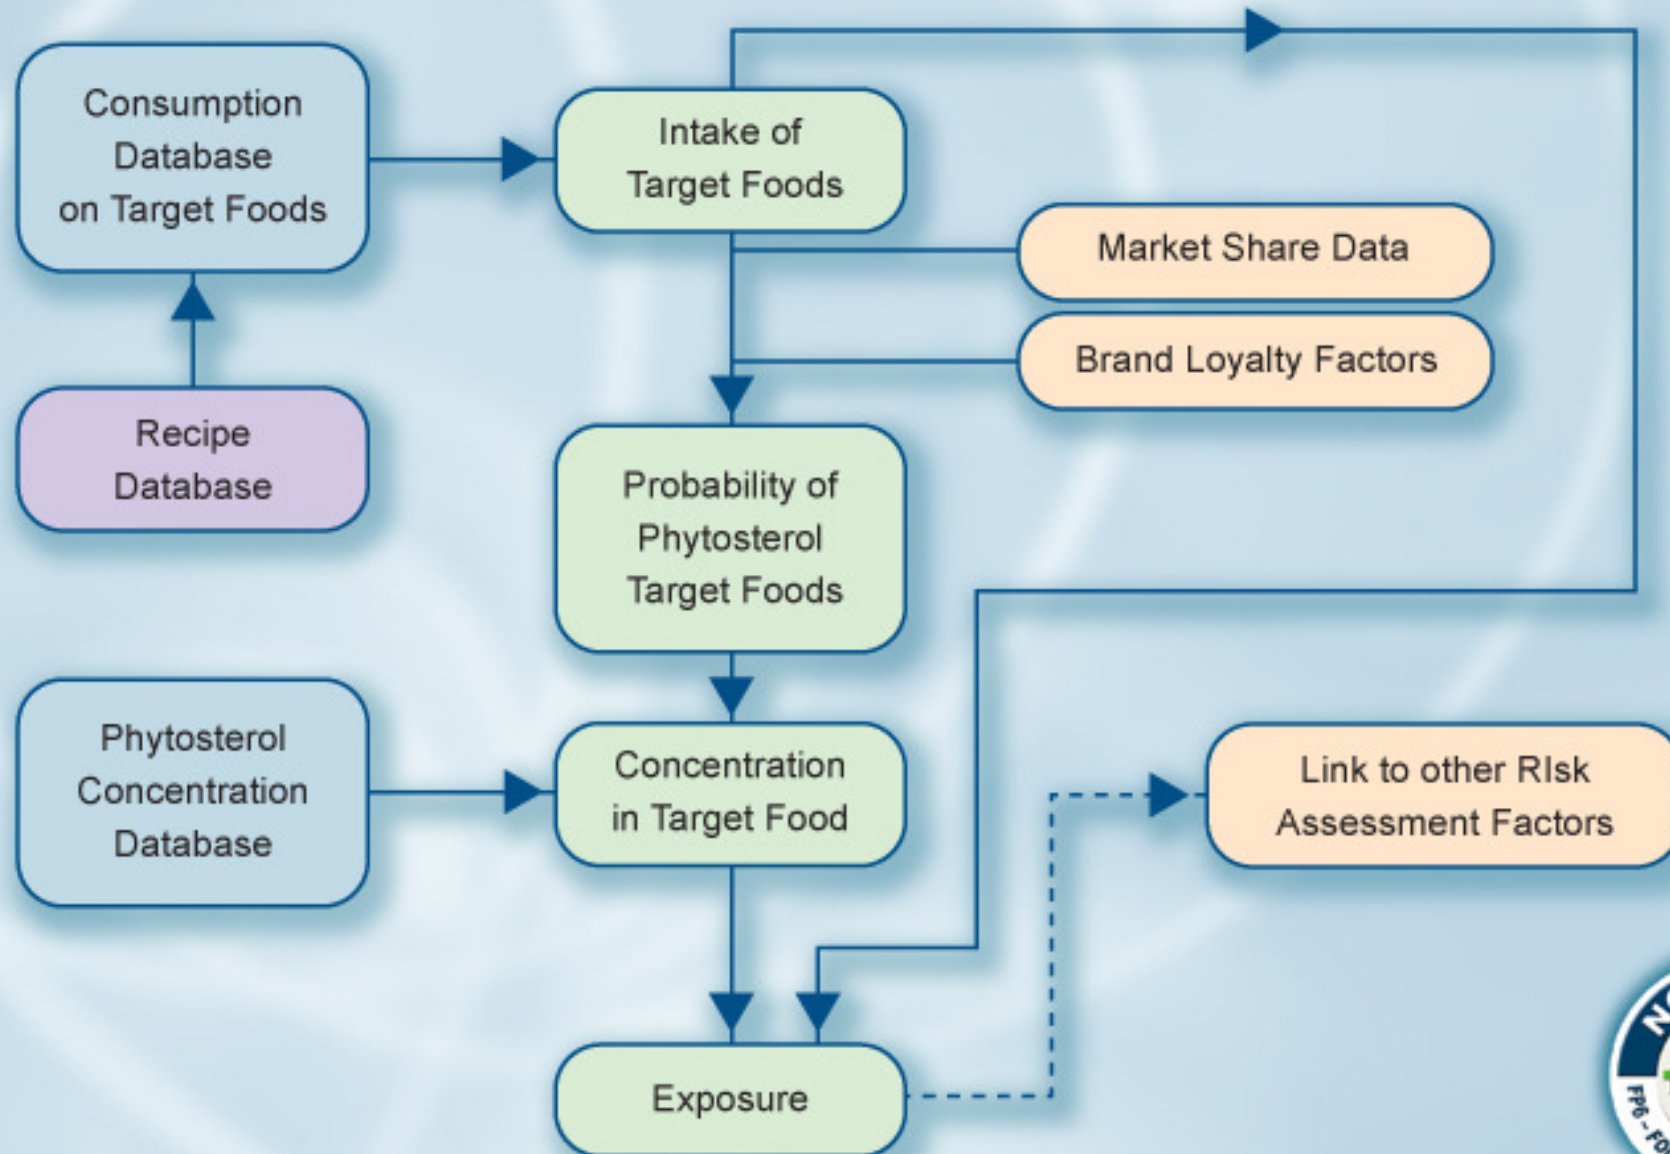 Consumption
Database
on Target Foods
Intake of
Target Foods
Market Share Data
Brand Loyalty Factors
Recipe
Database
Probability of
Phytosterol
Target Foods
Phytosterol
Concentration
Database
Concentration
in Target Food
Link to other RIsk
Assessment Factors
Exposure
FP6 -